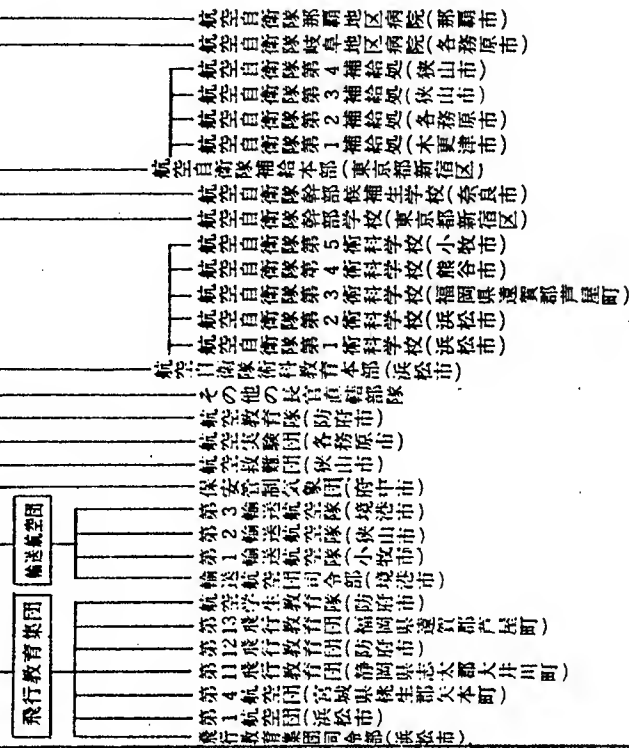 航空自衛隊那覇地区病院(那覇市)
航空自衛隊岐阜地区病院(各務原市)
航空自衛隊第4補給処(狭山市)
航空自衛隊第3補給処(狭山市)
航空自衛隊第2補給処(各務原市)
航空自衛隊第1補給処(木更津市)
航空自衛隊補給本部(東京都新宿区)
航空自衛隊幹部候補生学校(奈良市)
航空自衛隊幹部学校(東京都新宿区)
航空自衛隊第5術科学校(小牧市)
航空自衛隊第4術科学校(熊谷市)
航空自衛隊第3術科学校(福岡県遠賀郡芦屋町)
航空自衛隊第2術科学校(浜松市)
航空自衛隊第1術科学校(浜松市)
航空自衛隊術科教育本部(浜松市)
その他の長官直轄部隊
航空教育隊(防府市)
航空実験団(各務原市)
航空救難団(狭山市)
保安管制気象団(府中市)
輸送航空団
第3輸送航空隊(境港市)
第2輸送航空隊(狭山市)
第1輸送航空隊(小牧市)
輸送航空団司令部(境港市)
飛行教育集団
航空学生教育隊(防府市)
第13飛行教育団(福岡県遠賀郡芦屋町)
第12飛行教育団(防府市)
第11飛行教育団(静岡県志太郡大井川町)
第4航空団(宮城県桃生郡矢本町)
第1航空団(浜松市)
飛行教育集団司令部(浜松市)